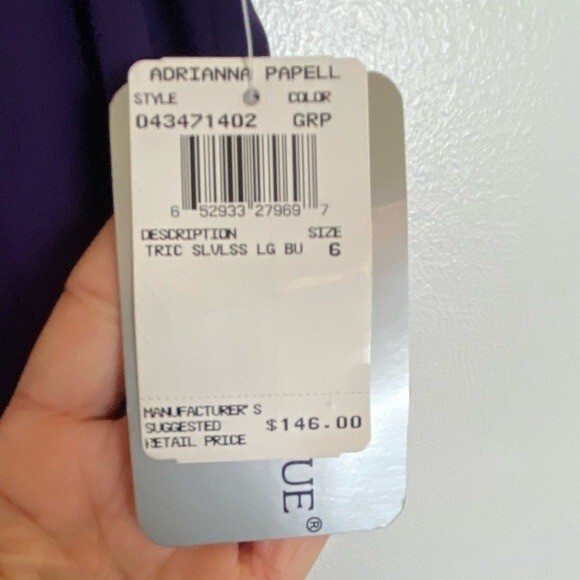 ADRIANNA PAPELL
STYLE COLOR
043471402 GRP
6 52933 27969 7
DESCRIPTION SIZE
TRIC SLVLSS LG BU 6
MANUFACTURER'S
SUGGESTED $146.00
RETAIL PRICE
UE®